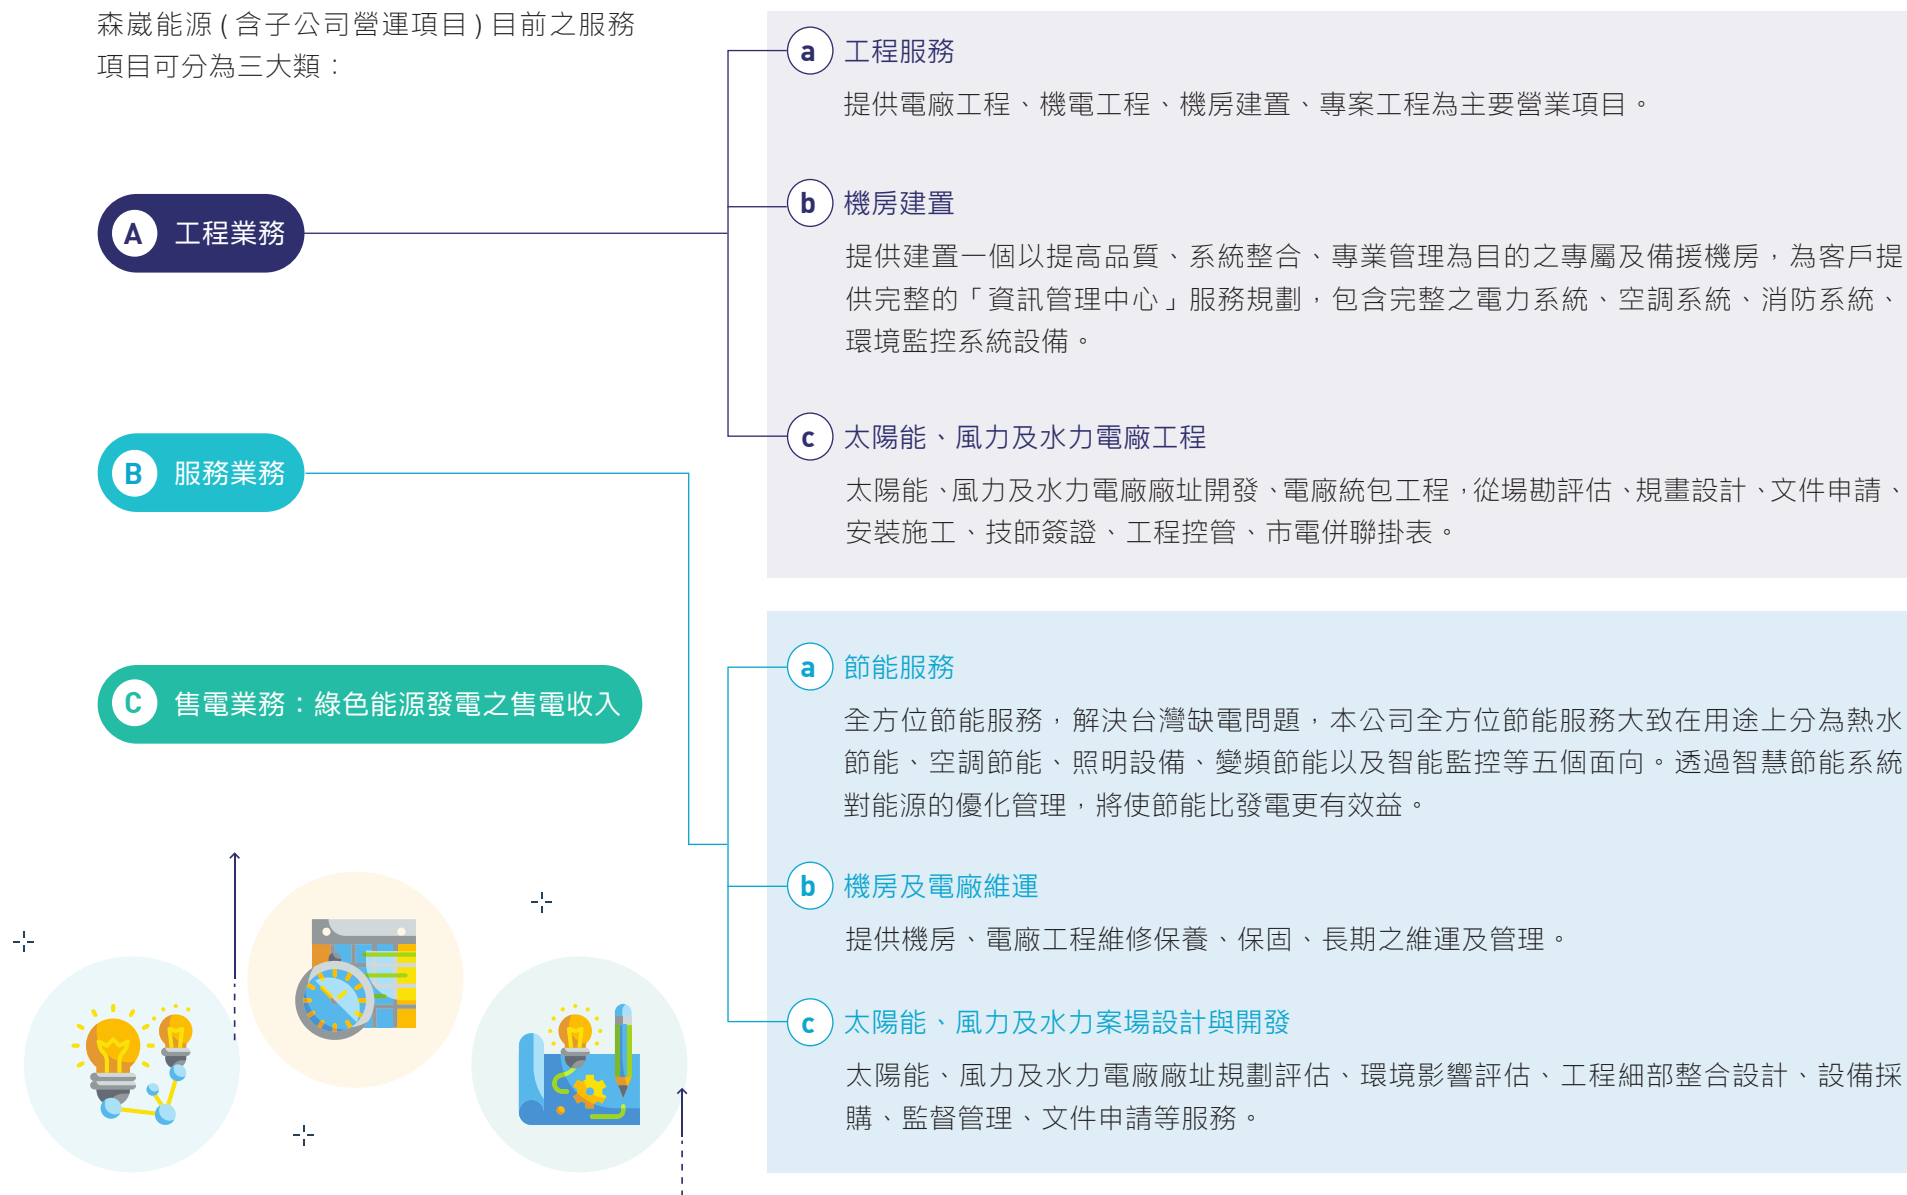 森崴能源(含子公司營運項目)目前之服務
項目可分為三大類：
A 工程業務
a 工程服務
提供電廠工程、機電工程、機房建置、專案工程為主要營業項目。
b 機房建置
提供建置一個以提高品質、系統整合、專業管理為目的之專屬及備援機房，為客戶提
供完整的「資訊管理中心」服務規劃，包含完整之電力系統、空調系統、消防系統、
環境監控系統設備。
c 太陽能、風力及水力電廠工程
太陽能、風力及水力電廠廠址開發、電廠統包工程，從場勘評估、規畫設計、文件申請、
安裝施工、技師簽證、工程控管、市電併聯掛表。
B 服務業務
a 節能服務
全方位節能服務，解決台灣缺電問題，本公司全方位節能服務大致在用途上分為熱水
節能、空調節能、照明設備、變頻節能以及智能監控等五個面向。透過智慧節能系統
對能源的優化管理，將使節能比發電更有效益。
b 機房及電廠維運
提供機房、電廠工程維修保養、保固、長期之維運及管理。
c 太陽能、風力及水力案場設計與開發
太陽能、風力及水力電廠廠址規劃評估、環境影響評估、工程細部整合設計、設備採
購、監督管理、文件申請等服務。
C 售電業務：綠色能源發電之售電收入